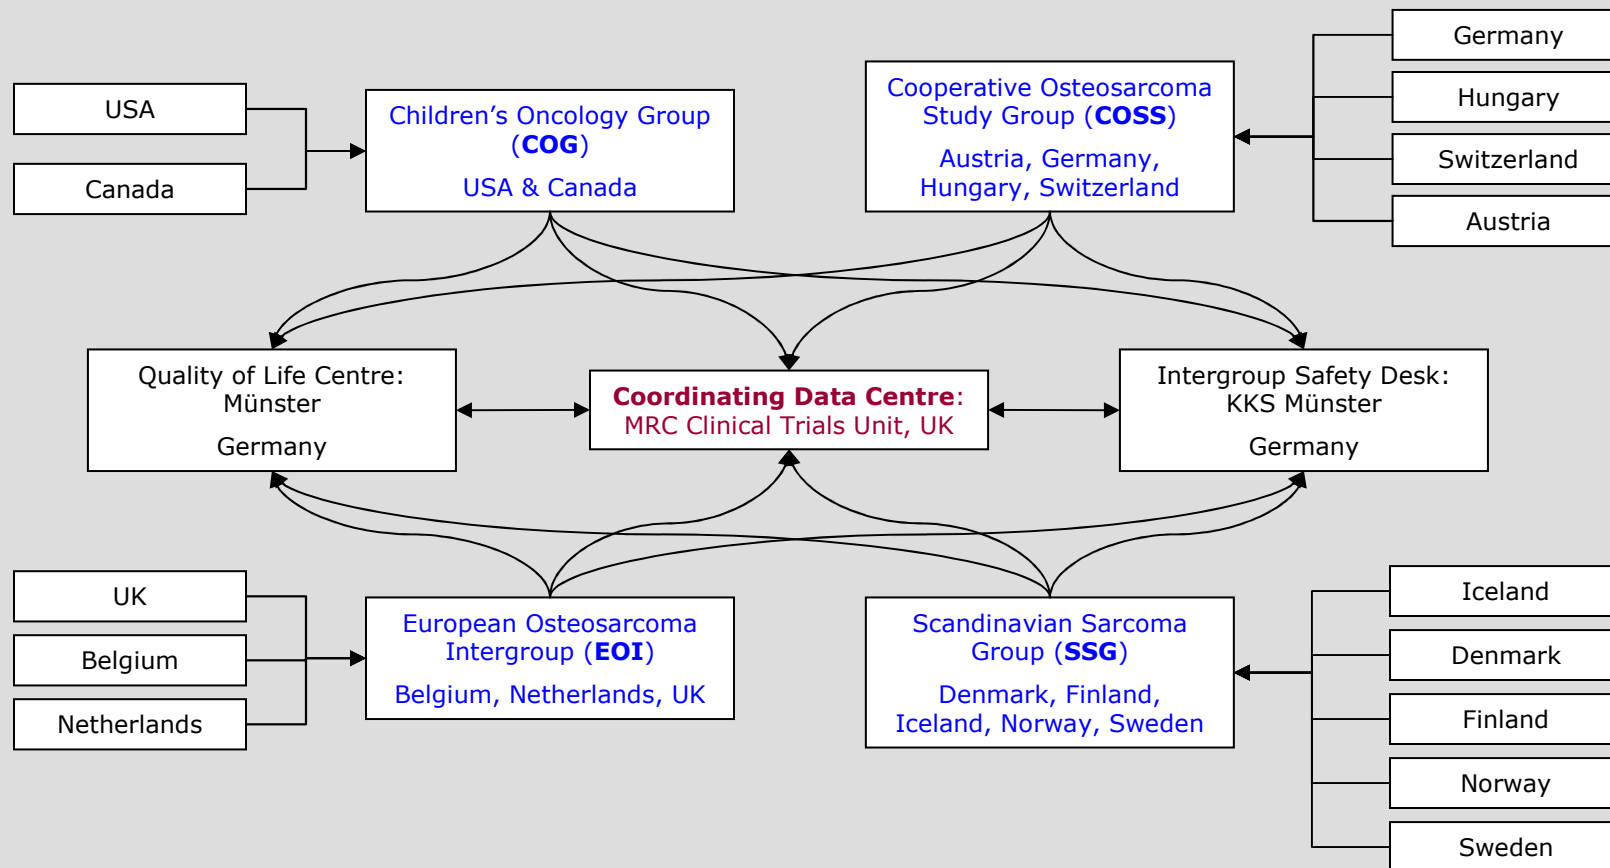 USA
Canada
Children’s Oncology Group
(COG)
USA & Canada
Cooperative Osteosarcoma
Study Group (COSS)
Austria, Germany,
Hungary, Switzerland
Germany
Hungary
Switzerland
Austria
Quality of Life Centre:
Münster
Germany
Coordinating Data Centre:
MRC Clinical Trials Unit, UK
Intergroup Safety Desk:
KKS Münster
Germany
UK
Belgium
Netherlands
European Osteosarcoma
Intergroup (EOI)
Belgium, Netherlands, UK
Scandinavian Sarcoma
Group (SSG)
Denmark, Finland,
Iceland, Norway, Sweden
Iceland
Denmark
Finland
Norway
Sweden